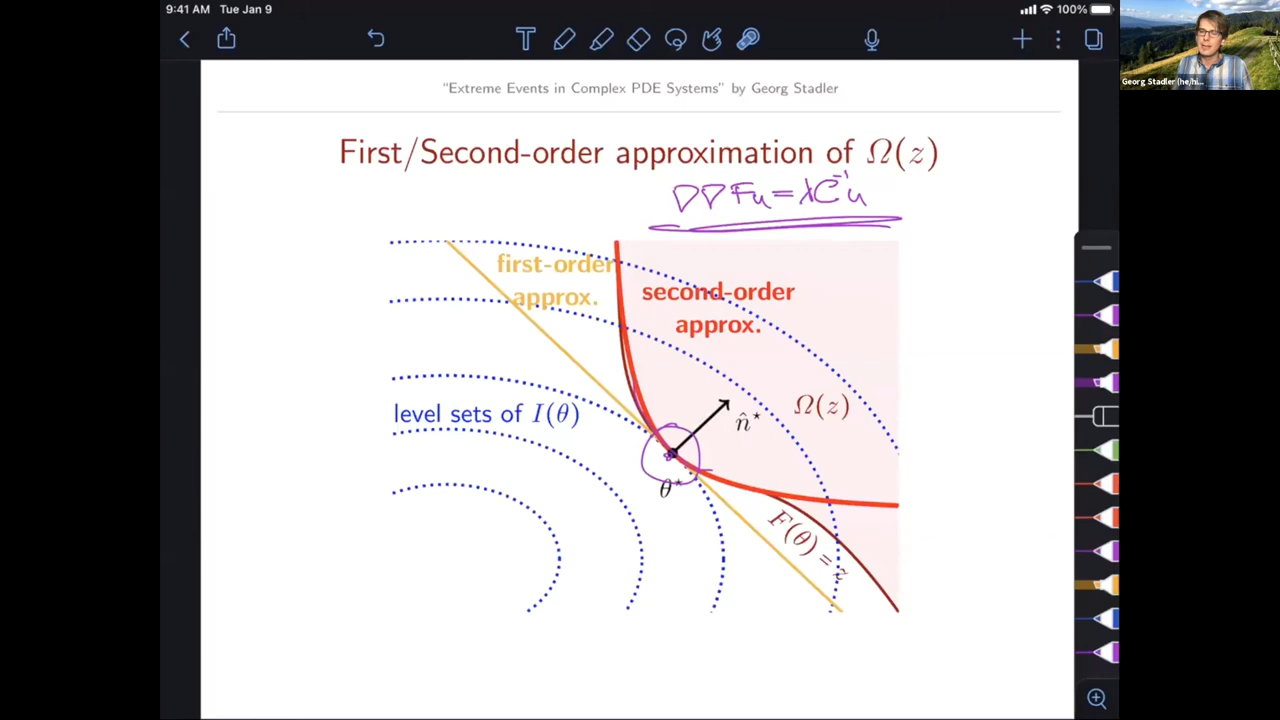 9:41 AM Tue Jan 9
100%
Georg Stadler (he/hi...
"Extreme Events in Complex PDE Systems" by Georg Stadler
First/Second-order approximation of Ω(z)
∇∇Fu=λC⁻¹u
first-order
approx.
second-order
approx.
Ω(z)
level sets of I(θ)
n̂*
θ*
F(θ) = z